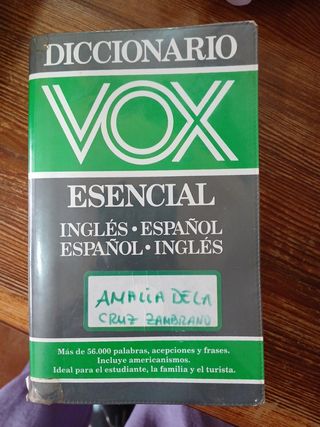 DICCIONARIO
VOX
ESENCIAL
INGLÉS • ESPAÑOL
ESPAÑOL • INGLÉS
AMALIA DE LA
CRUZ ZAMBRANO
Más de 56.000 palabras, acepciones y frases.
Incluye americanismos.
Ideal para el estudiante, la familia y el turista.